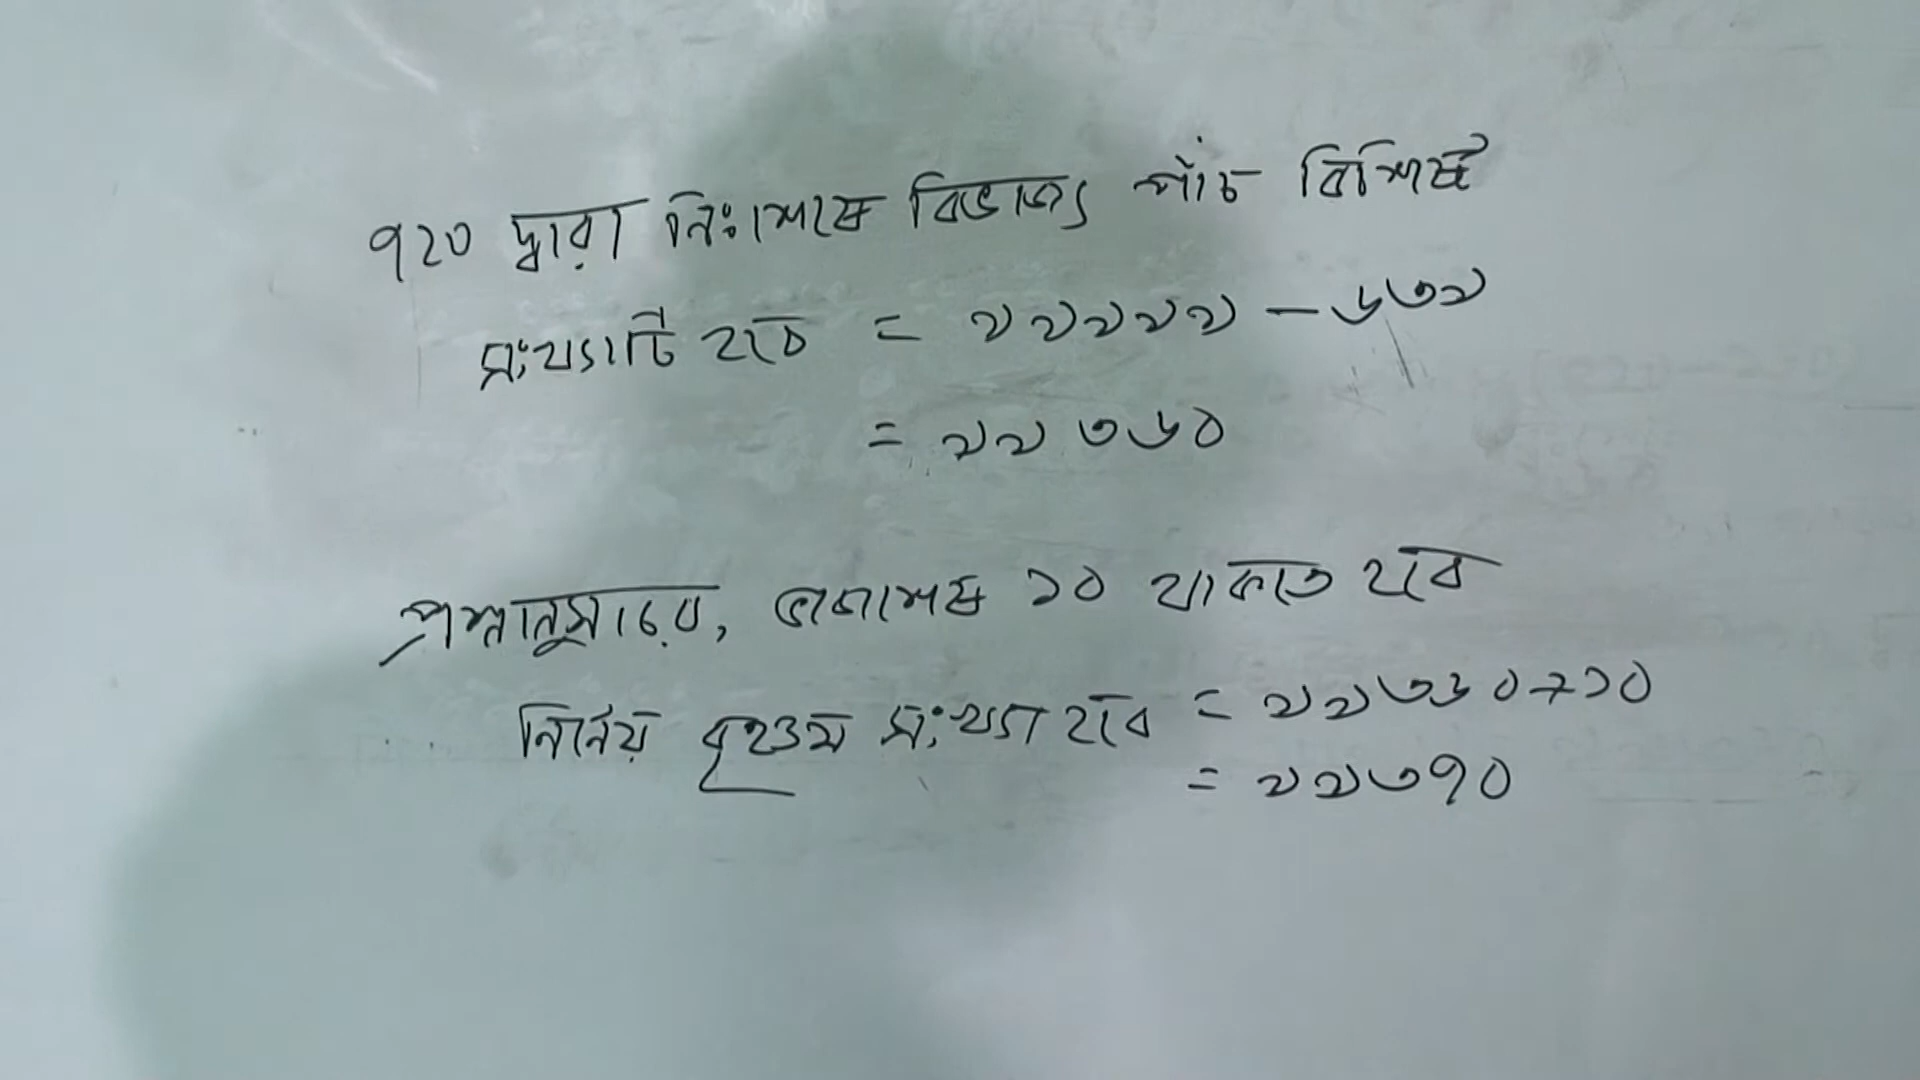 ৭২০ দ্বারা নিঃশেষে বিভাজ্য পাঁচ বিশিষ্ট
সংখ্যাটি হবে = ৯৯৯৯৯ - ৬৩৯
= ৯৯৩৬০
প্রশ্নানুসারে, ভাগশেষ ১০ থাকতে হবে
নির্নেয় বৃহত্তম সংখ্যা হবে = ৯৯৩৬০+১০
= ৯৯৩৭০